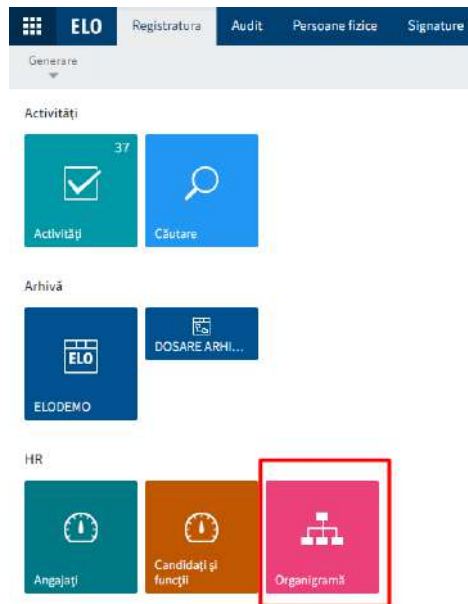 ELO Registratura Audit Persoane fizice Signature
Generare
Activități
37
Activități Căutare
Arhivă
ELO
DOSARE ARHI...
ELODEMO
HR
Angajați
Candidați și
funcții
Organigramă